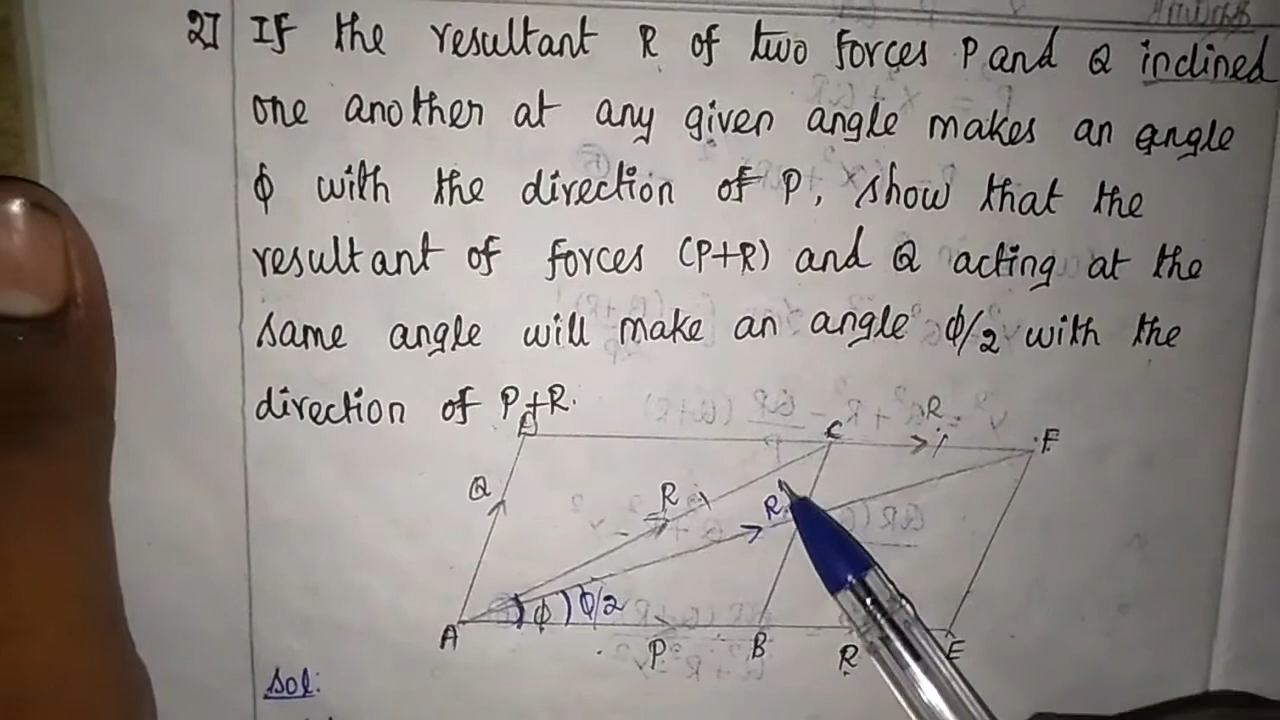 2] If the resultant R of two forces P and Q inclined
one another at any given angle makes an angle
ϕ with the direction of P, show that the
resultant of forces (P+R) and Q acting at the
same angle will make an angle ϕ/2 with the
direction of P+R.
R
C
F
Q
R
R
ϕ ϕ/2
A
P
B
R
E
Sol: